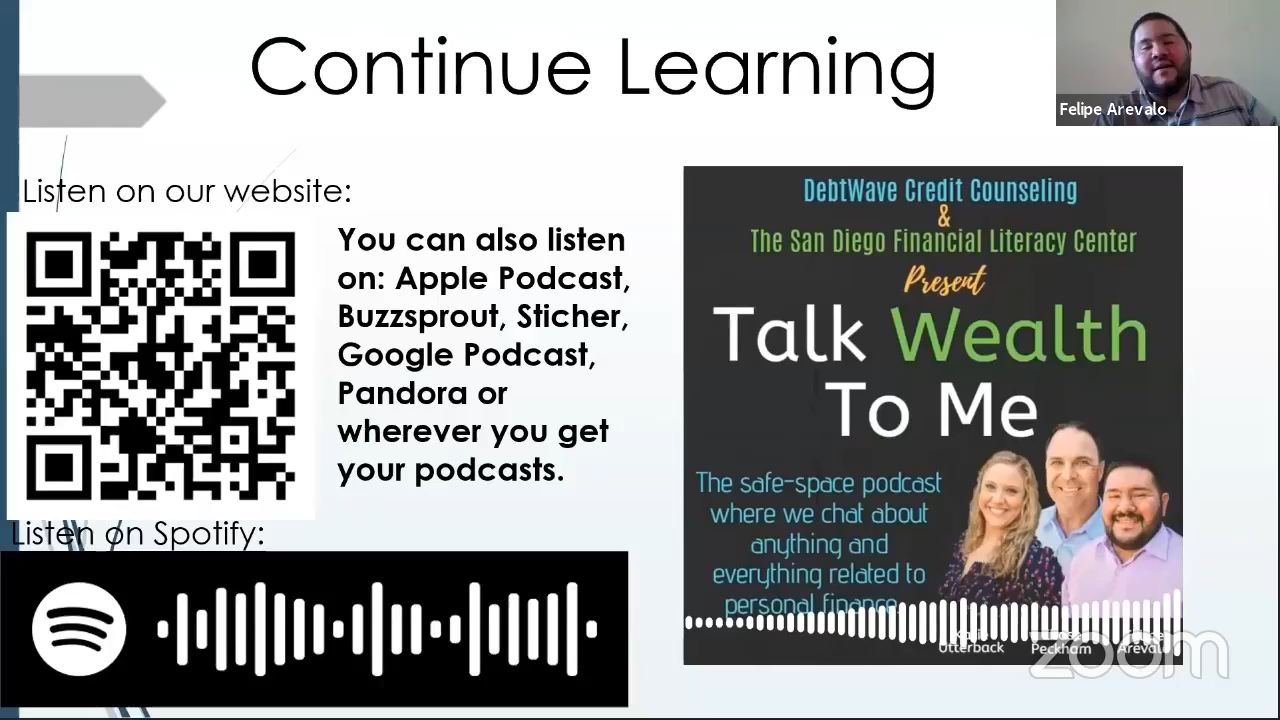 Continue Learning
Felipe Arevalo
Listen on our website:
You can also listen
on: Apple Podcast,
Buzzsprout, Sticher,
Google Podcast,
Pandora or
wherever you get
your podcasts.
Listen on Spotify:
DebtWave Credit Counseling
&
The San Diego Financial Literacy Center
Present
Talk Wealth
To Me
The safe-space podcast
where we chat about
anything and
everything related to
personal finance
Utterback
Peckham
Arevalo
zoom